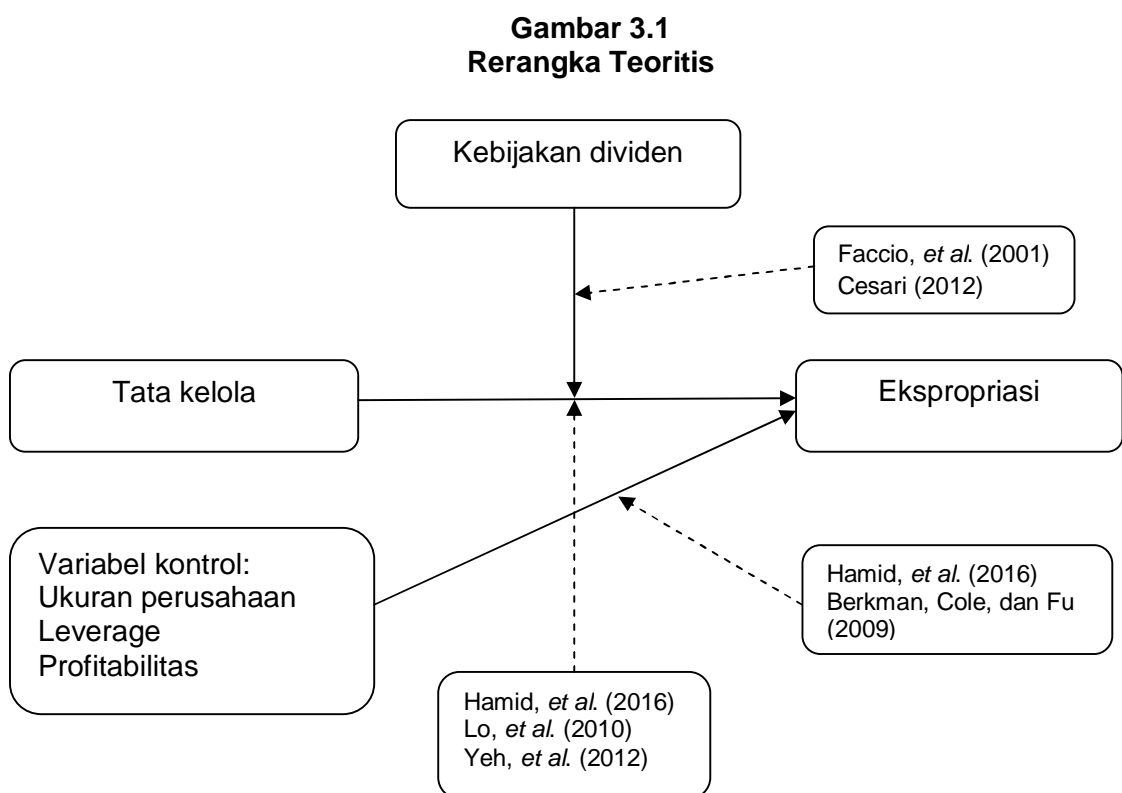 Gambar 3.1
Rerangka Teoritis
Kebijakan dividen
Faccio, et al. (2001)
Cesari (2012)
Tata kelola
Ekspropriasi
Variabel kontrol:
Ukuran perusahaan
Leverage
Profitabilitas
Hamid, et al. (2016)
Berkman, Cole, dan Fu
(2009)
Hamid, et al. (2016)
Lo, et al. (2010)
Yeh, et al. (2012)